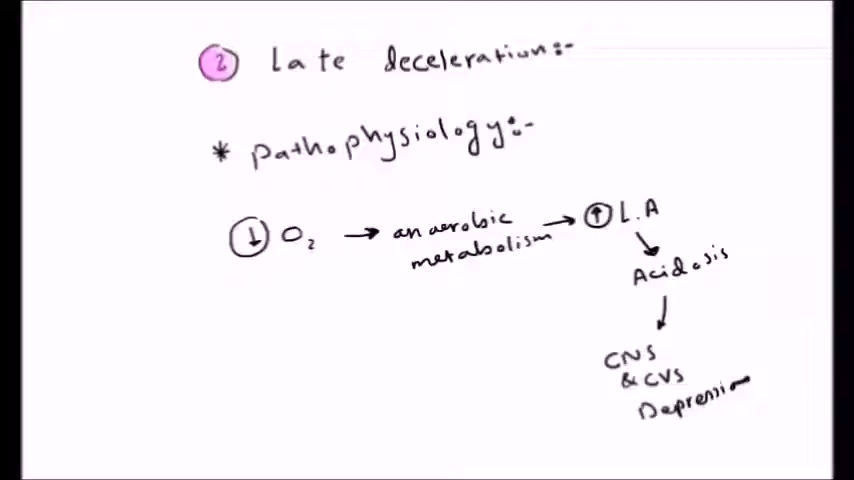 2 Late deceleration:-
* pathophysiology:-
↓ O₂ → anaerobic metabolism → ↑ L.A
Acidosis
CNS
& CVS
Depression